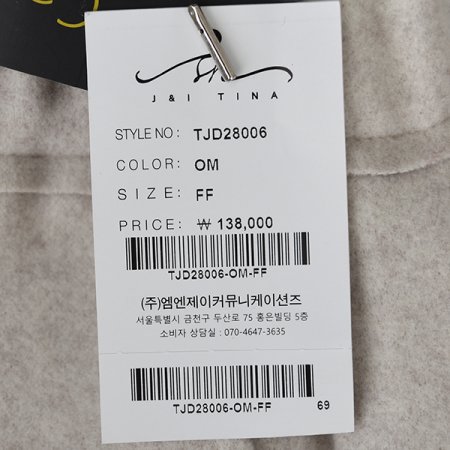 J & I TINA
STYLE NO : TJD28006
COLOR : OM
SIZE : FF
PRICE : ₩ 138,000
TJD28006-OM-FF
(주)엠엔제이커뮤니케이션즈
서울특별시 금천구 두산로 75 홍은빌딩 5층
소비자 상담실 : 070-4647-3635
TJD28006-OM-FF 69